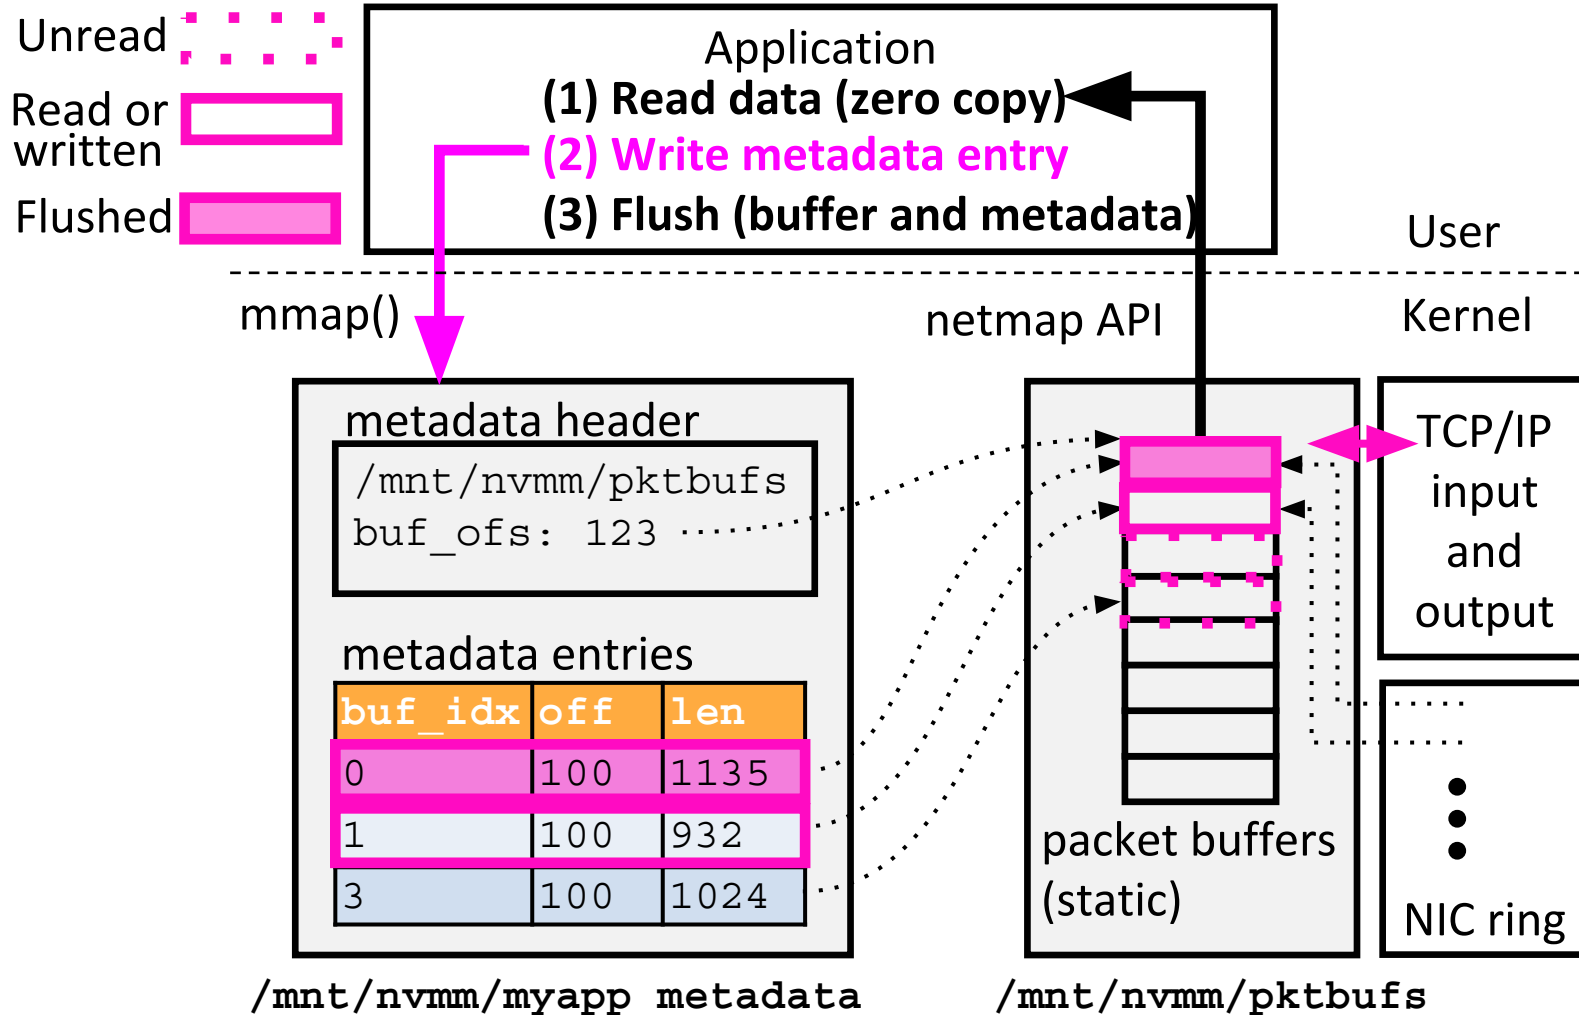 Unread
Read or
written
Flushed
Application
(1) Read data (zero copy)
(2) Write metadata entry
(3) Flush (buffer and metadata)
User
Kernel
mmap()
netmap API
metadata header
/mnt/nvmm/pktbufs
buf_ofs: 123
metadata entries
buf_idx off len
0 100 1135
1 100 932
3 100 1024
/mnt/nvmm/myapp metadata
packet buffers
(static)
/mnt/nvmm/pktbufs
TCP/IP
input
and
output
NIC ring